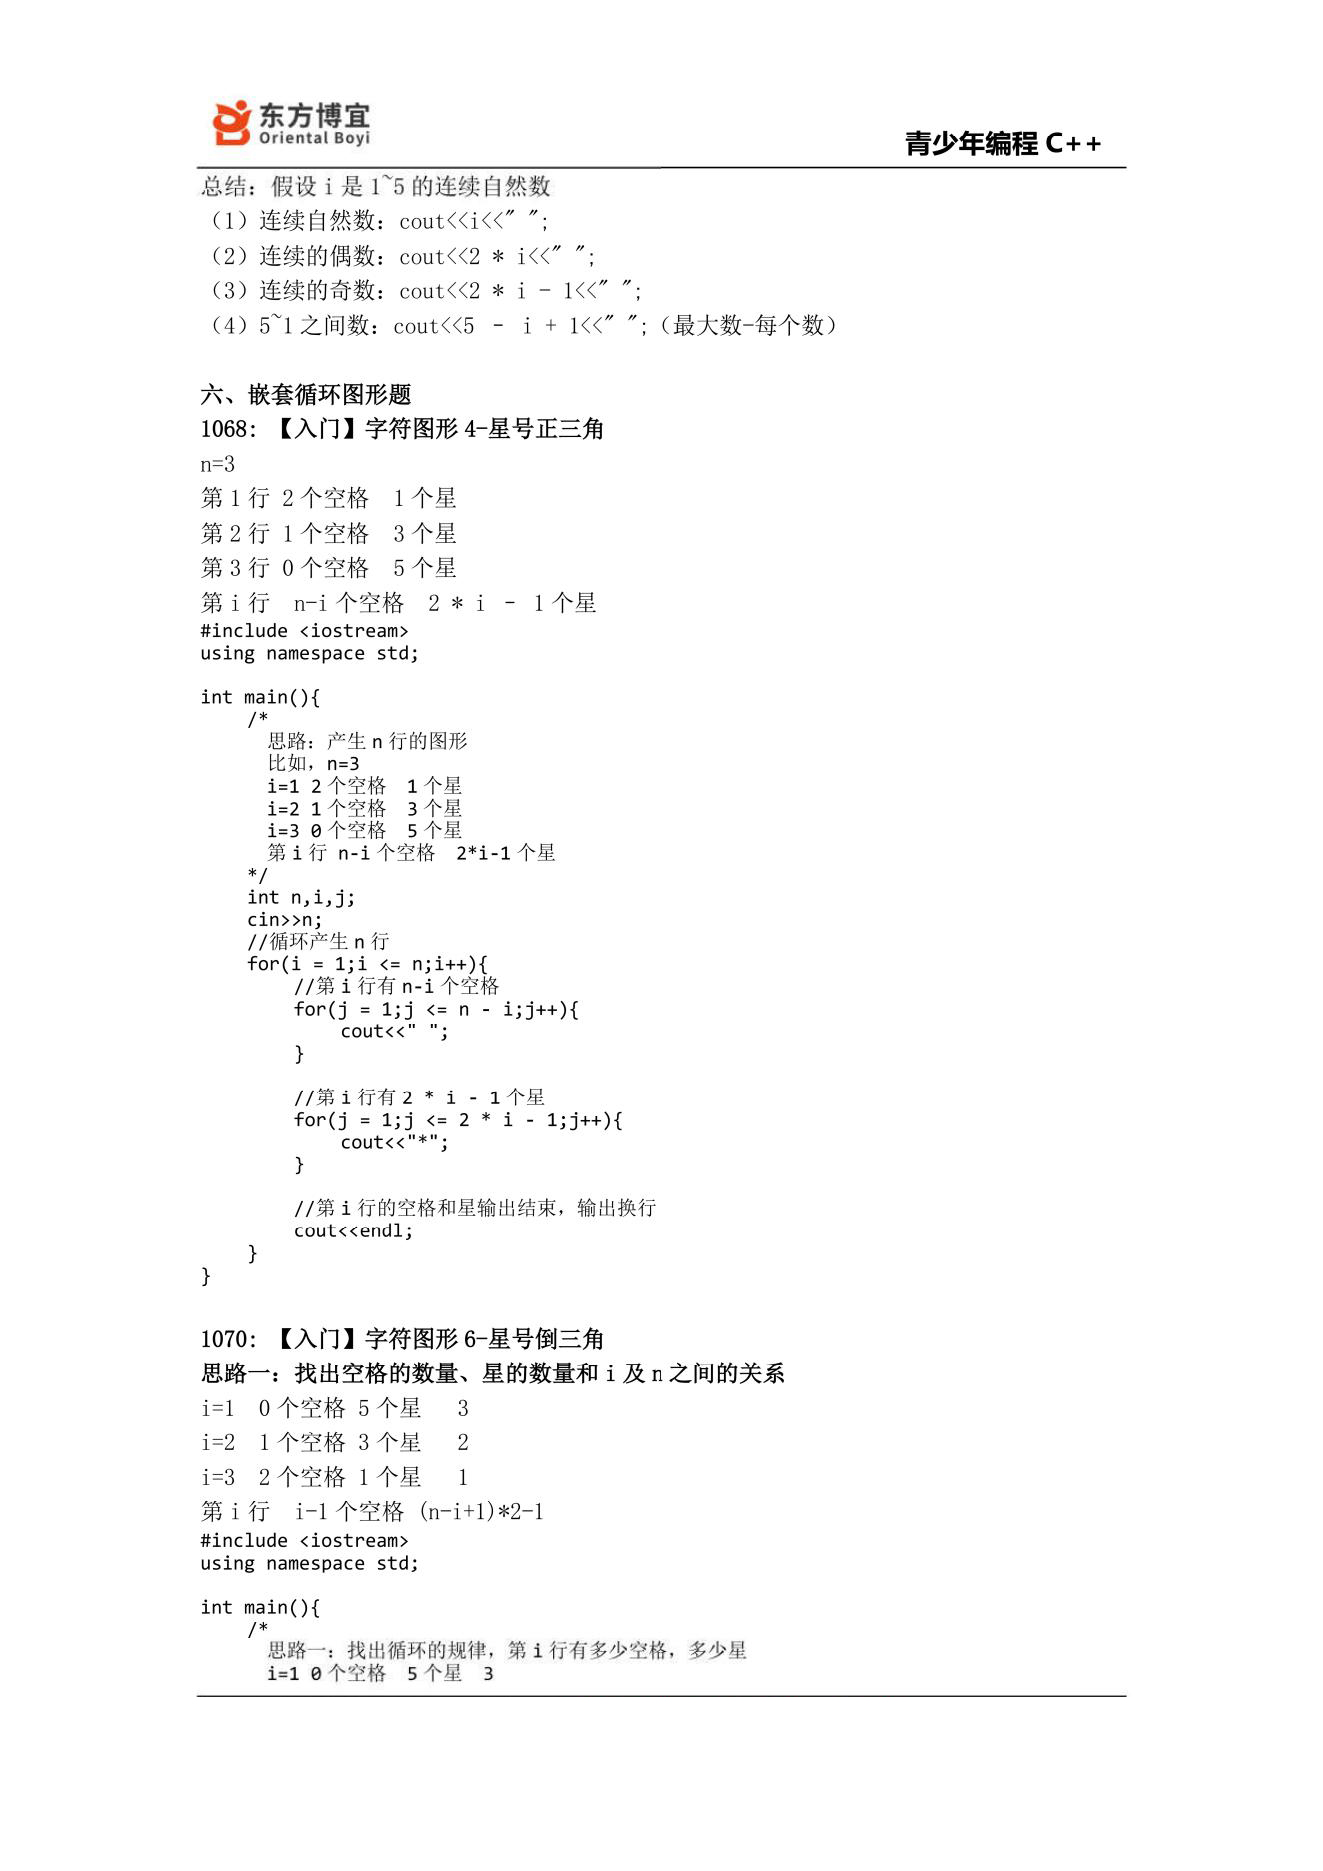 东方博宜
Oriental Boyi
青少年编程 C++
总结：假设 i 是 1~5 的连续自然数
（1）连续自然数：cout<<i<<" ";
（2）连续的偶数：cout<<2 * i<<" ";
（3）连续的奇数：cout<<2 * i - 1<<" ";
（4）5~1 之间数：cout<<5 – i + 1<<" ";（最大数-每个数）
六、嵌套循环图形题
1068: 【入门】字符图形 4-星号正三角
n=3
第 1 行 2 个空格  1 个星
第 2 行 1 个空格  3 个星
第 3 行 0 个空格  5 个星
第 i 行  n-i 个空格  2 * i – 1 个星
#include <iostream>
using namespace std;
int main(){
    /*
      思路：产生 n 行的图形
      比如，n=3
      i=1 2 个空格  1 个星
      i=2 1 个空格  3 个星
      i=3 0 个空格  5 个星
      第 i 行 n-i 个空格  2*i-1 个星
    */
    int n,i,j;
    cin>>n;
    //循环产生 n 行
    for(i = 1;i <= n;i++){
        //第 i 行有 n-i 个空格
        for(j = 1;j <= n - i;j++){
            cout<<" ";
        }
        //第 i 行有 2 * i - 1 个星
        for(j = 1;j <= 2 * i - 1;j++){
            cout<<"*";
        }
        //第 i 行的空格和星输出结束，输出换行
        cout<<endl;
    }
}
1070: 【入门】字符图形 6-星号倒三角
思路一：找出空格的数量、星的数量和 i 及 n 之间的关系
i=1  0 个空格 5 个星   3
i=2  1 个空格 3 个星   2
i=3  2 个空格 1 个星   1
第 i 行  i-1 个空格 (n-i+1)*2-1
#include <iostream>
using namespace std;
int main(){
    /*
      思路一：找出循环的规律，第 i 行有多少空格，多少星
      i=1 0 个空格  5 个星  3